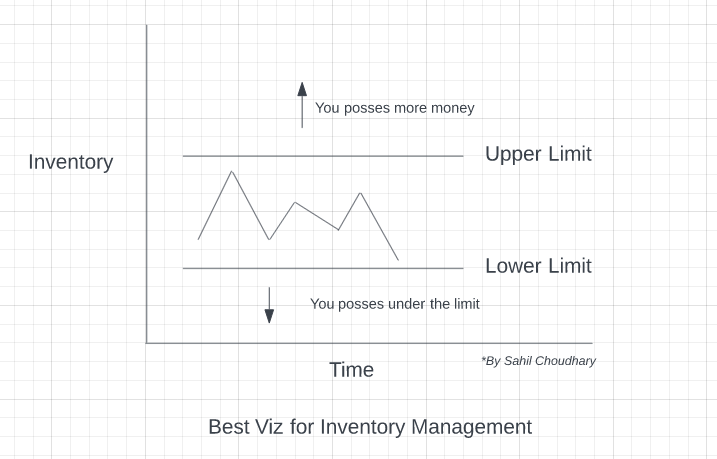 You posses more money
Upper Limit
Inventory
Lower Limit
You posses under the limit
*By Sahil Choudhary
Time
Best Viz for Inventory Management